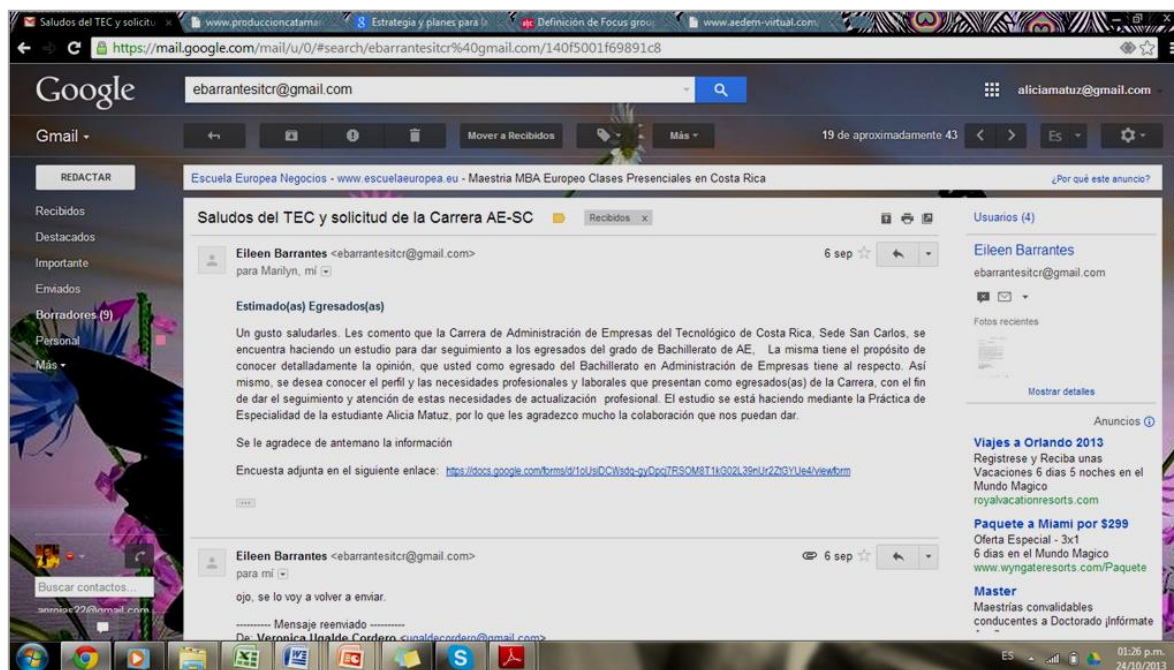 Saludos del TEC y solicitu
www.produccioncatamar
Estrategia y planes para la
Definición de Focus group
www.aedem-virtual.com
https://mail.google.com/mail/u/0/#search/ebarrantesitcr%40gmail.com/140f5001f69891c8
Google
ebarrantesitcr@gmail.com
aliciamatuz@gmail.com
Gmail
Mover a Recibidos
Más
19 de aproximadamente 43
Es
REDACTAR
Escuela Europea Negocios - www.escuelaeuropea.eu - Maestria MBA Europeo Clases Presenciales en Costa Rica
¿Por qué este anuncio?
Recibidos
Destacados
Importante
Enviados
Borradores (9)
Personal
Más
Saludos del TEC y solicitud de la Carrera AE-SC
Recibidos x
Eileen Barrantes <ebarrantesitcr@gmail.com>
6 sep
para Marilyn, mí
Estimado(as) Egresados(as)
Un gusto saludarles. Les comento que la Carrera de Administración de Empresas del Tecnológico de Costa Rica, Sede San Carlos, se
encuentra haciendo un estudio para dar seguimiento a los egresados del grado de Bachillerato de AE, La misma tiene el propósito de
conocer detalladamente la opinión, que usted como egresado del Bachillerato en Administración de Empresas tiene al respecto. Así
mismo, se desea conocer el perfil y las necesidades profesionales y laborales que presentan como egresados(as) de la Carrera, con el fin
de dar el seguimiento y atención de estas necesidades de actualización profesional. El estudio se está haciendo mediante la Práctica de
Especialidad de la estudiante Alicia Matuz, por lo que les agradezco mucho la colaboración que nos puedan dar.
Se le agradece de antemano la información
Encuesta adjunta en el siguiente enlace:
Eileen Barrantes <ebarrantesitcr@gmail.com>
6 sep
para mí
ojo, se lo voy a volver a enviar.
---------- Mensaje reenviado ----------
De: Veronica Ugalde Cordero <ugaldecordero@gmail.com>
Usuarios (4)
Eileen Barrantes
ebarrantesitcr@gmail.com
Fotos recientes
Mostrar detalles
Anuncios
Viajes a Orlando 2013
Registrese y Reciba unas
Vacaciones 6 dias 5 noches en el
Mundo Magico
royalvacationresorts.com
Paquete a Miami por $299
Oferta Especial - 3x1
6 dias en el Mundo Magico
www.wyngateresorts.com/Paquete
Master
Maestrías convalidables
conducentes a Doctorado ¡Infórmate
Buscar contactos...
ES
01:26 p.m.
24/10/2013